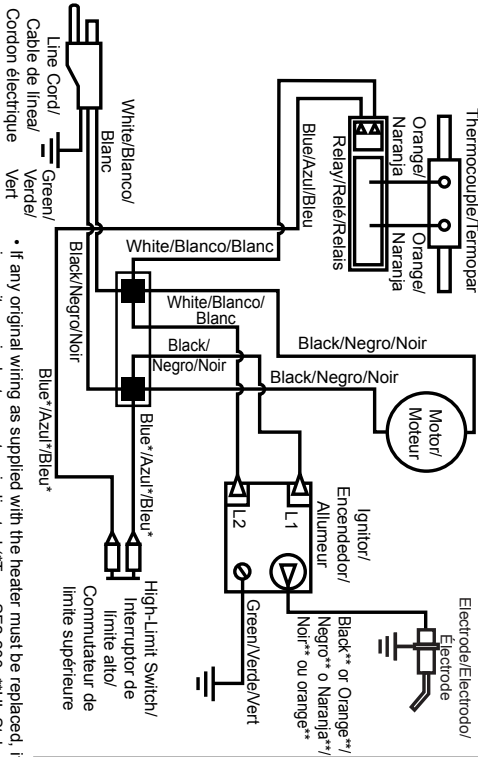 Thermocouple/Termopar
Orange/
Naranja
Orange/
Naranja
Relay/Relé/Relais
Blue/Azul/Bleu
White/Blanco/
Blanc
Line Cord/
Cable de línea/
Cordon électrique
Green/
Verde/
Vert
White/Blanco/Blanc
White/Blanco/
Blanc
Black/
Negro/Noir
Black/Negro/Noir
Black/Negro/Noir
Black/Negro/Noir
Motor/
Moteur
Blue*/Azul*/Bleu*
Blue*/Azul*/Bleu*
Ignitor/
Encendedor/
Allumeur
L1
L2
Electrode/Electrodo/
Électrode
Black** or Orange**/
Negro** o Naranja**/
Noir** ou orange**
Green/Verde/Vert
High-Limit Switch/
Interruptor de
límite alto/
Commutateur de
limite supérieure
• If any original wiring as supplied with the heater must be replaced, i